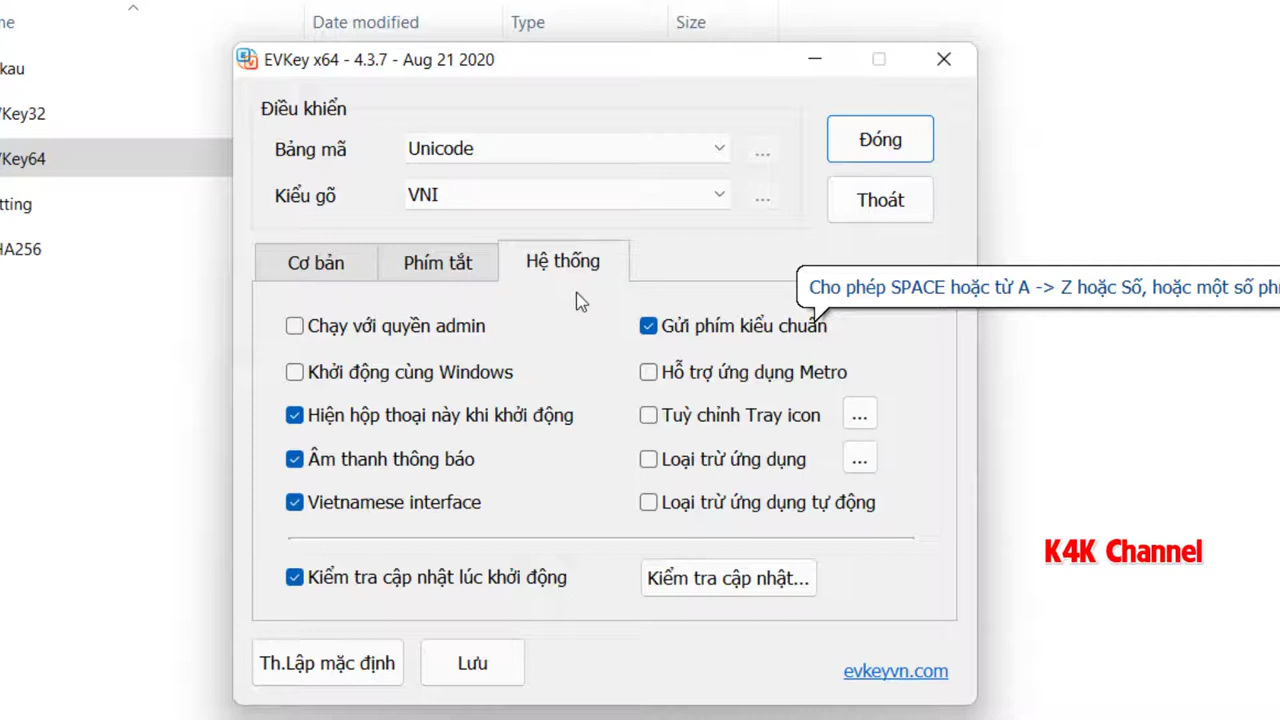 Date modified Type Size
kau
Key32
Key64
tting
HA256
EVKey x64 - 4.3.7 - Aug 21 2020
Điều khiển
Bảng mã Unicode ...
Kiểu gõ VNI ...
Đóng
Thoát
Cơ bản Phím tắt Hệ thống
Cho phép SPACE hoặc từ A -> Z hoặc Số, hoặc một số
Chạy với quyền admin
Khởi động cùng Windows
Hiện hộp thoại này khi khởi động
Âm thanh thông báo
Vietnamese interface
Gửi phím kiểu chuẩn
Hỗ trợ ứng dụng Metro
Tuỳ chỉnh Tray icon ...
Loại trừ ứng dụng ...
Loại trừ ứng dụng tự động
Kiểm tra cập nhật lúc khởi động Kiểm tra cập nhật...
Th.Lập mặc định Lưu evkeyvn.com
K4K Channel